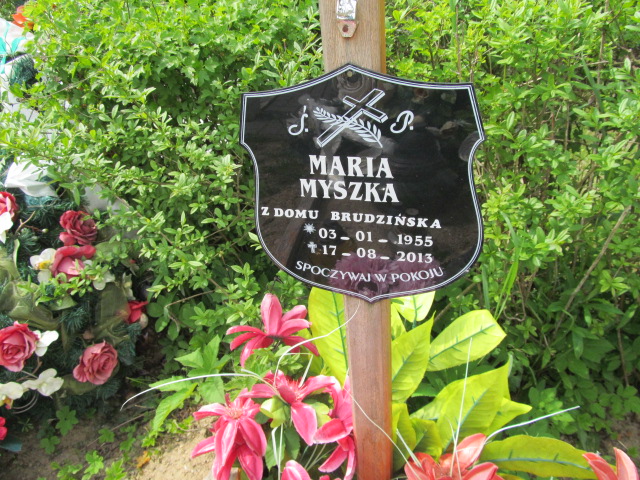 Ś. P.
MARIA
MYSZKA
Z DOMU BRUDZIŃSKA
03-01-1955
17-08-2013
SPOCZYWAJ W POKOJU